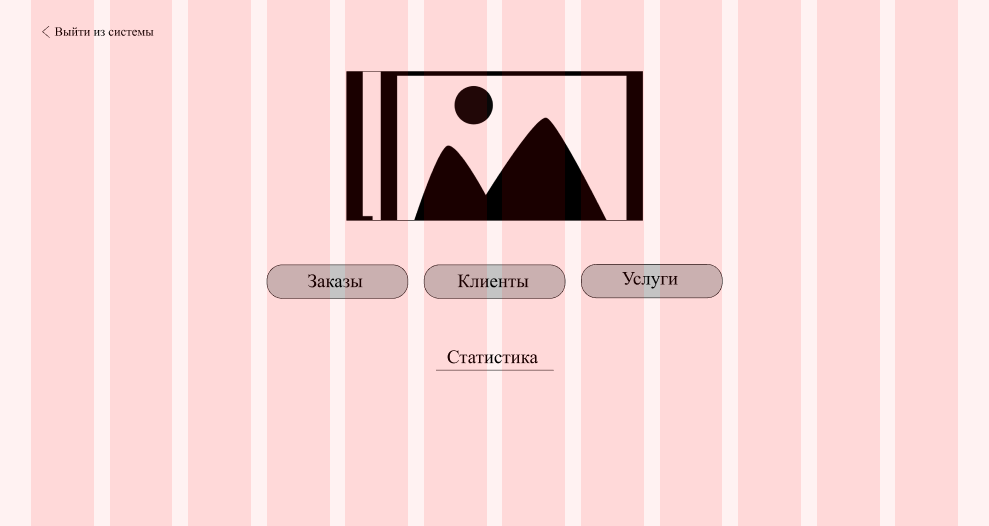 Выйти из системы
Заказы
Клиенты
Услуги
Статистика